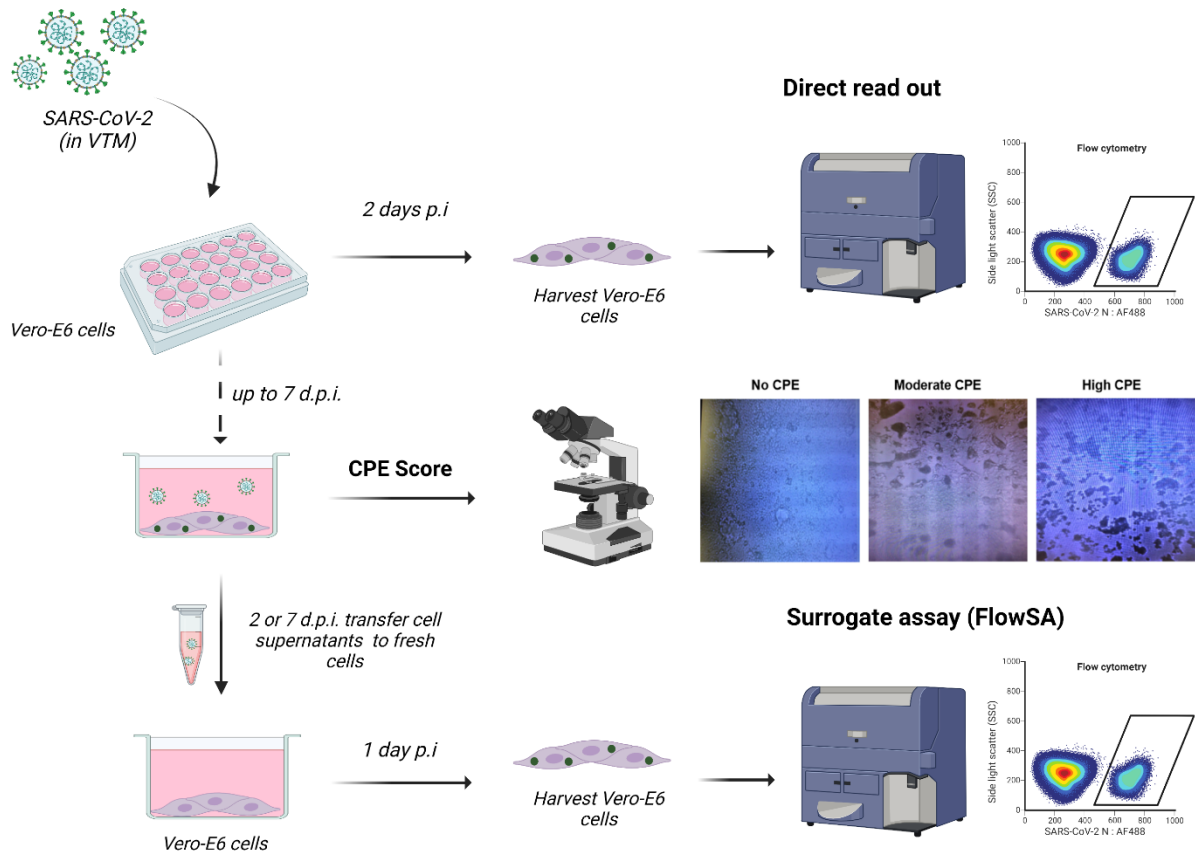 SARS-CoV-2
(in VTM)
Direct read out
2 days p.i
Vero-E6 cells
Harvest Vero-E6
cells
Flow cytometry
Side light scatter (SSC)
1000
800
600
400
200
0
0 200 400 600 800 1000
SARS-CoV-2 N : AF488
up to 7 d.p.i.
CPE Score
No CPE
Moderate CPE
High CPE
2 or 7 d.p.i. transfer cell
supernatants to fresh
cells
Surrogate assay (FlowSA)
1 day p.i
Vero-E6 cells
Harvest Vero-E6
cells
Flow cytometry
Side light scatter (SSC)
1000
800
600
400
200
0
0 200 400 600 800 1000
SARS-CoV-2 N : AF488